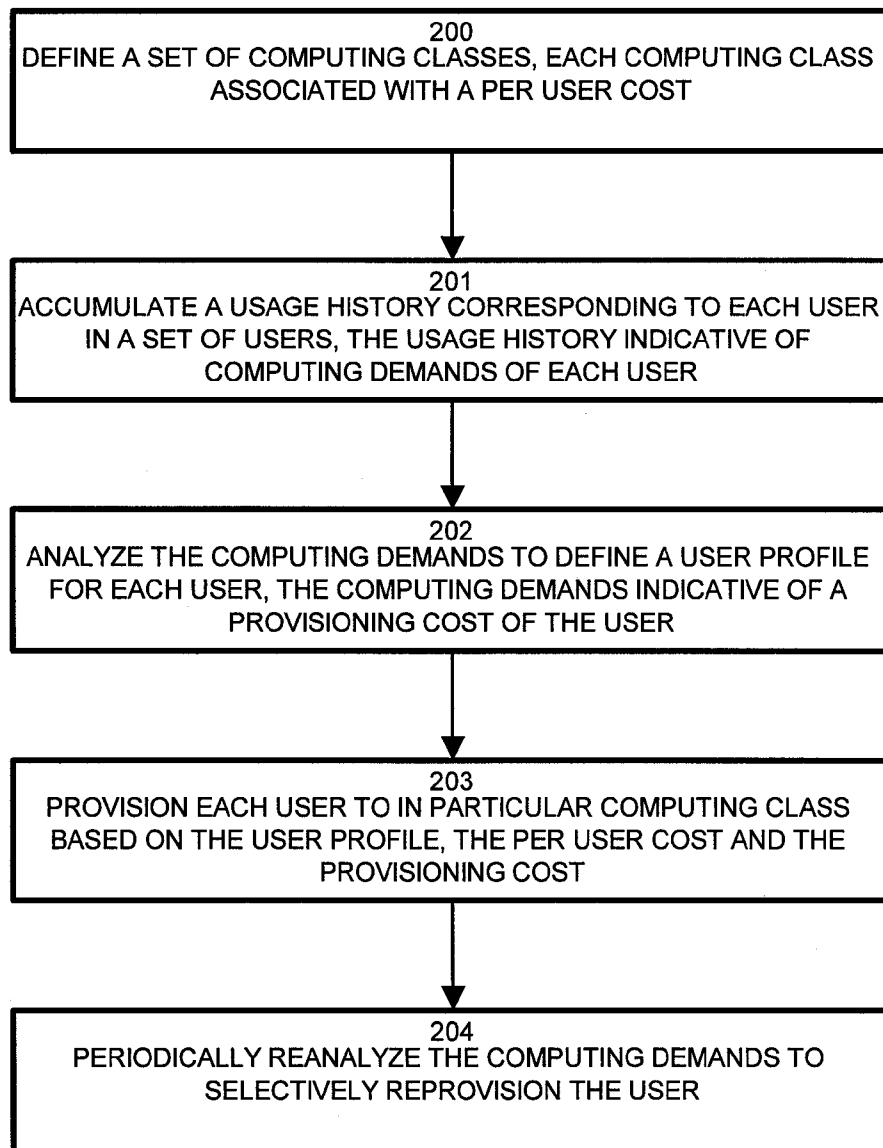 200
DEFINE A SET OF COMPUTING CLASSES, EACH COMPUTING CLASS
ASSOCIATED WITH A PER USER COST
201
ACCUMULATE A USAGE HISTORY CORRESPONDING TO EACH USER
IN A SET OF USERS, THE USAGE HISTORY INDICATIVE OF
COMPUTING DEMANDS OF EACH USER
202
ANALYZE THE COMPUTING DEMANDS TO DEFINE A USER PROFILE
FOR EACH USER, THE COMPUTING DEMANDS INDICATIVE OF A
PROVISIONING COST OF THE USER
203
PROVISION EACH USER TO IN PARTICULAR COMPUTING CLASS
BASED ON THE USER PROFILE, THE PER USER COST AND THE
PROVISIONING COST
204
PERIODICALLY REANALYZE THE COMPUTING DEMANDS TO
SELECTIVELY REPROVISION THE USER